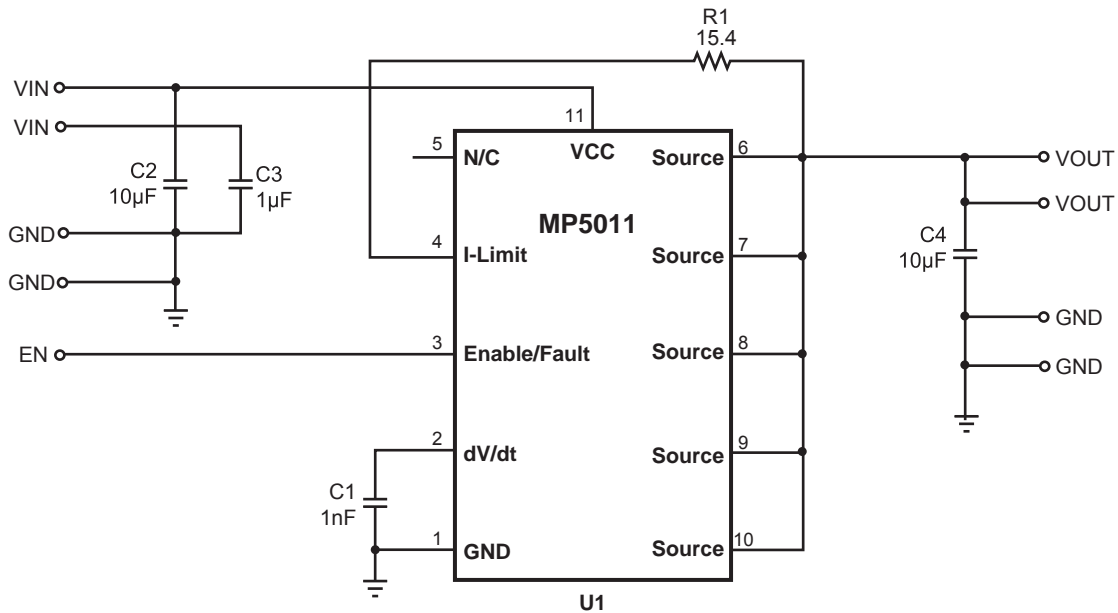 R1
15.4
VIN
VIN
11
5
N/C
VCC
Source
6
VOUT
VOUT
C2
10µF
C3
1µF
MP5011
GND
4
I-Limit
Source
7
C4
10µF
GND
GND
EN
3
Enable/Fault
Source
8
GND
2
dV/dt
Source
9
C1
1nF
1
GND
Source
10
U1